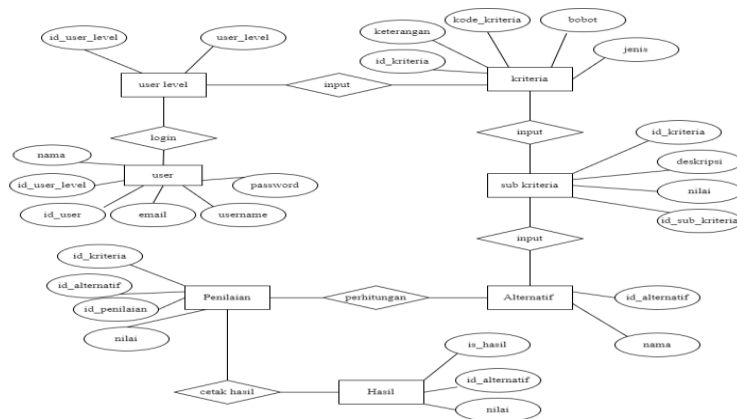 id_user_level
user_level
user level
input
login
nama
user
id_user_level
password
id_user
email
username
keterangan
kode_kriteria
bobot
id_kriteria
jenis
kriteria
input
id_kriteria
deskripsi
sub kriteria
nilai
id_sub_kriteria
input
id_kriteria
id_alternatif
Penilaian
perhitungan
Alternatif
id_alternatif
id_penilaian
nilai
nama
is_hasil
cetak hasil
Hasil
id_alternatif
nilai